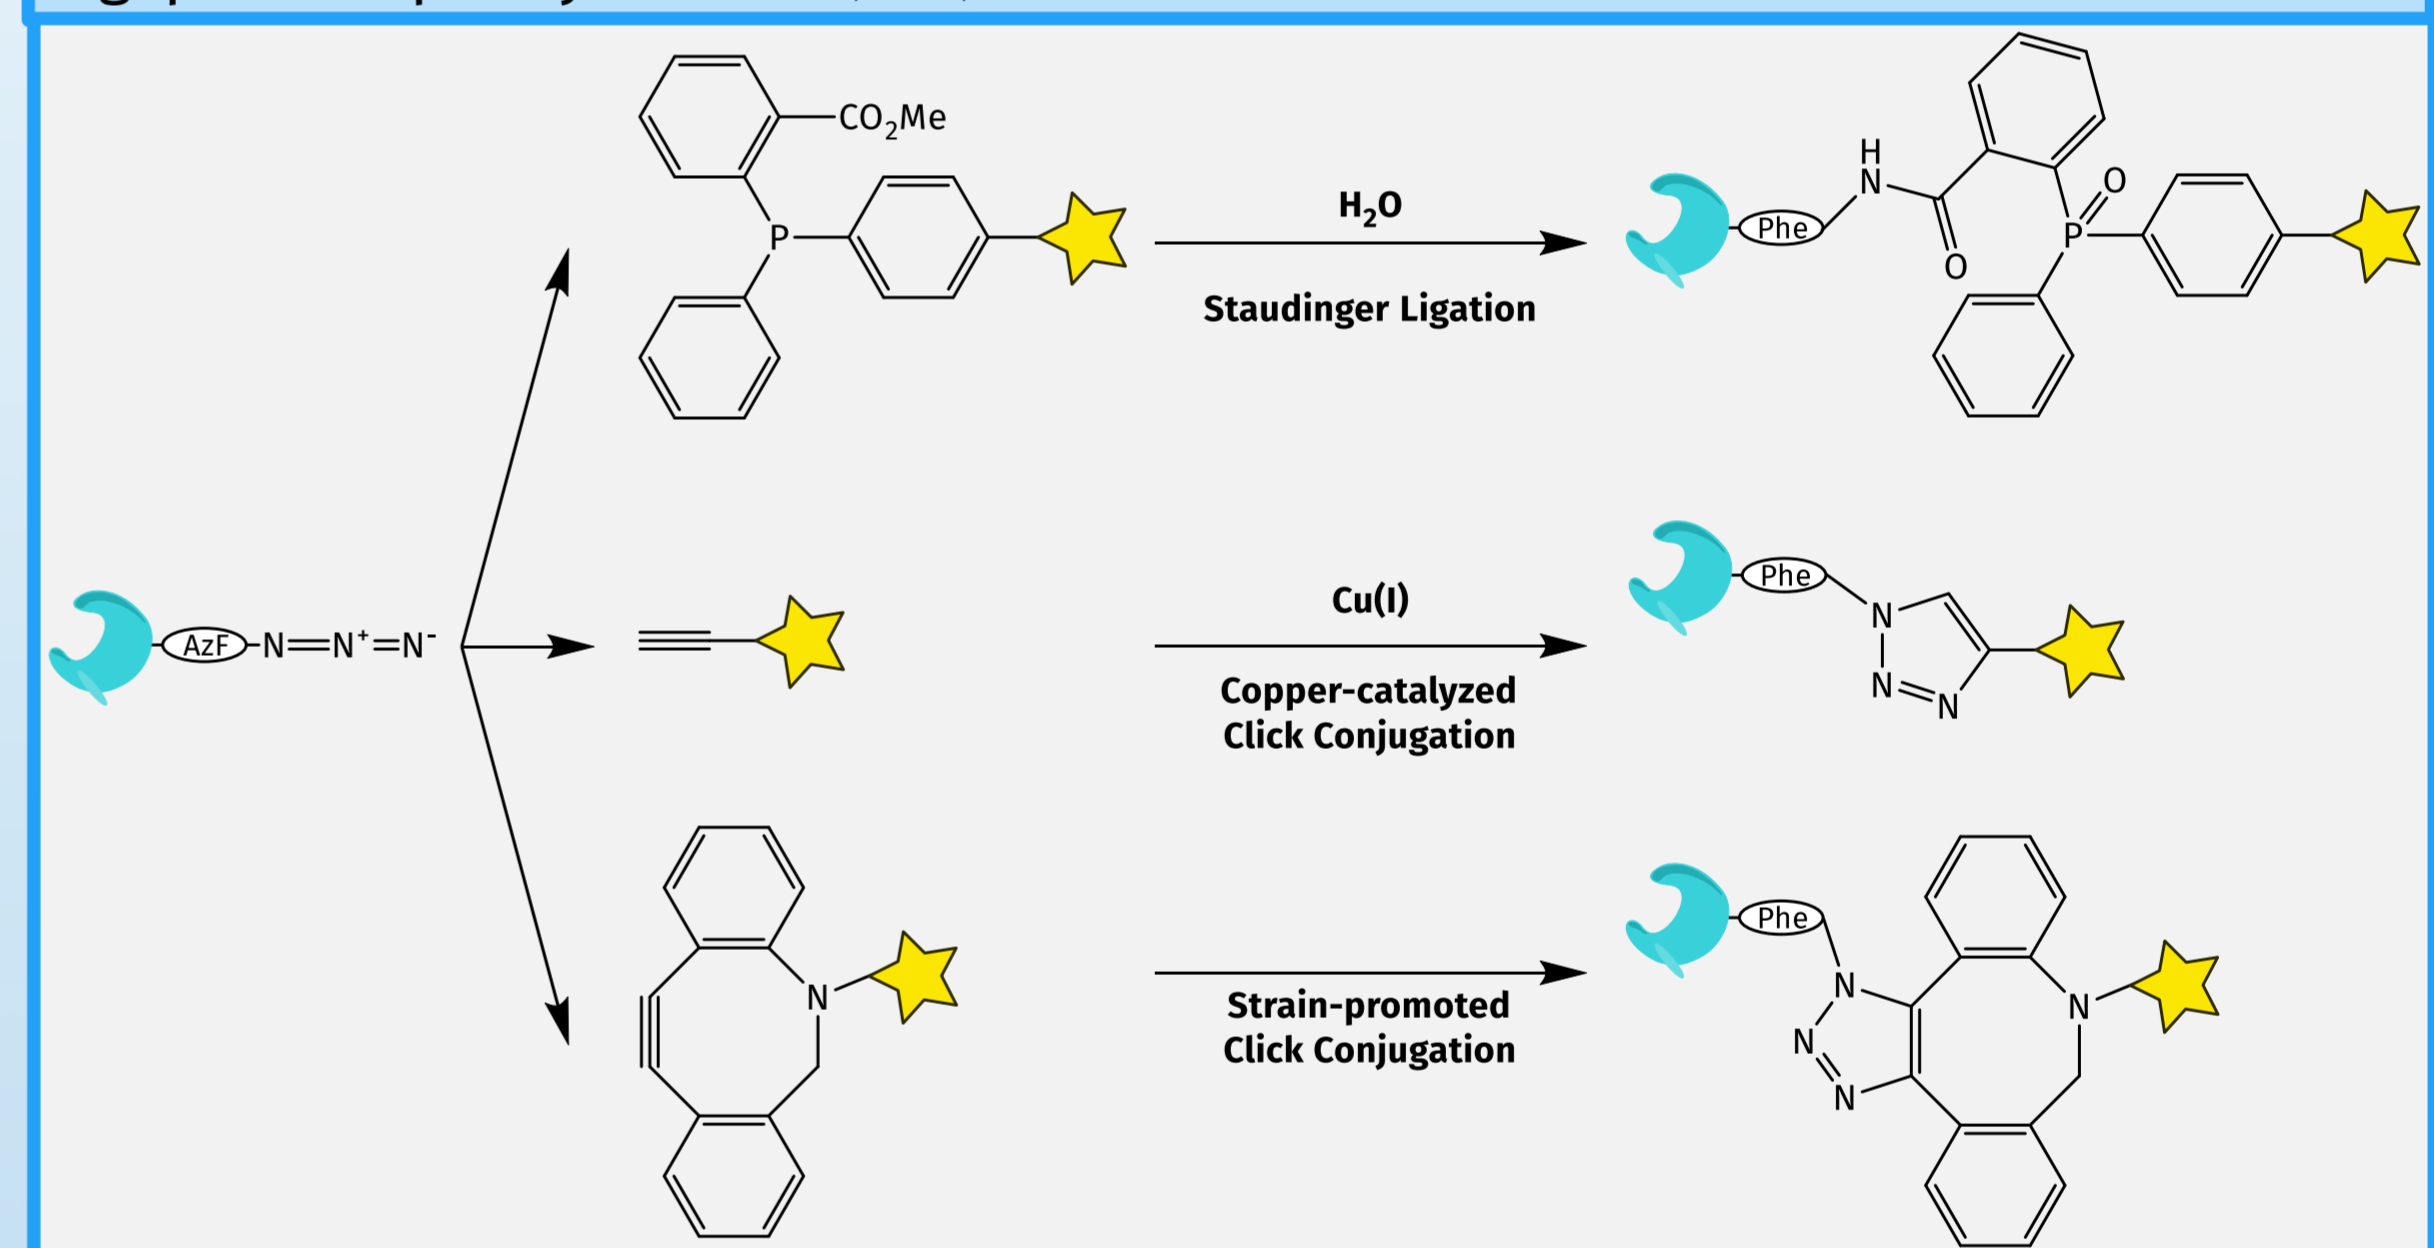 CO₂Me
P
H₂O
Staudinger Ligation
Phe
H
N
O
P
O
AzF
N=N⁺=N⁻
Cu(I)
Copper-catalyzed
Click Conjugation
Phe
N
N
N
N
Strain-promoted
Click Conjugation
Phe
N
N
N
N